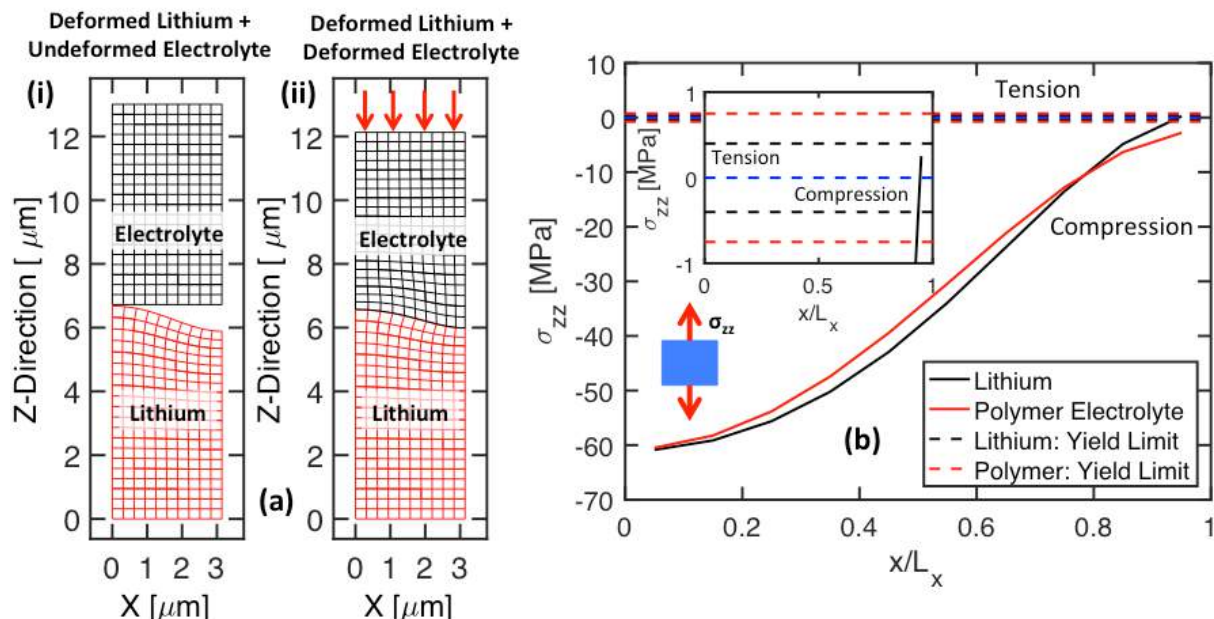 Deformed Lithium +
Undeformed Electrolyte
Deformed Lithium +
Deformed Electrolyte
(i)
(ii)
Z-Direction [ μm]
12
10
8
6
4
2
0
Electrolyte
Lithium
0 1 2 3
X [μm]
Z-Direction [ μm]
12
10
8
6
4
2
0
Electrolyte
Lithium
(a)
0 1 2 3
X [μm]
σzz [MPa]
10
0
-10
-20
-30
-40
-50
-60
-70
Tension
Compression
σzz [MPa]
1
0
-1
Tension
Compression
0 0.5 1
x/Lx
σzz
(b)
Lithium
Polymer Electrolyte
Lithium: Yield Limit
Polymer: Yield Limit
0 0.2 0.4 0.6 0.8 1
x/Lx